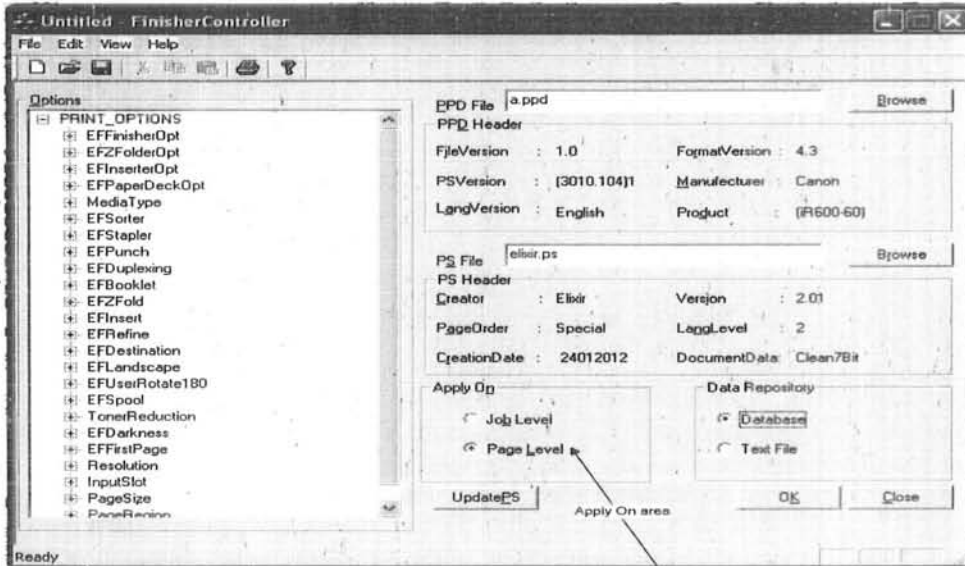 Untitled - FinisherController
File Edit View Help
Options
PRINT_OPTIONS
EFFinisherOpt
EFZFolderOpt
EFInserterOpt
EFPaperDeckOpt
MediaType
EFSorter
EFStapler
EFPunch
EFDuplexing
EFBooklet
EFZFold
EFInsert
EFRefine
EFDestination
EFLandscape
EFUserRotate180
EFSpool
TonerReduction
EFDarkness
EFFirstPage
Resolution
InputSlot
PageSize
PageRegion
PPD File a.ppd Browse
PPD Header
FileVersion : 1.0 FormatVersion : 4.3
PSVersion : (3010.104)1 Manufecturer : Canon
LangVersion : English Product : (iR600-60)
PS File elixir.ps Browse
PS Header
Creator : Elixir Version : 2.01
PageOrder : Special LangLevel : 2
CreationDate : 24012012 DocumentData: Clean7Bit
Apply On Data Repository
Job Level Database
Page Level Text File
UpdatePS OK Close
Apply On area
Ready